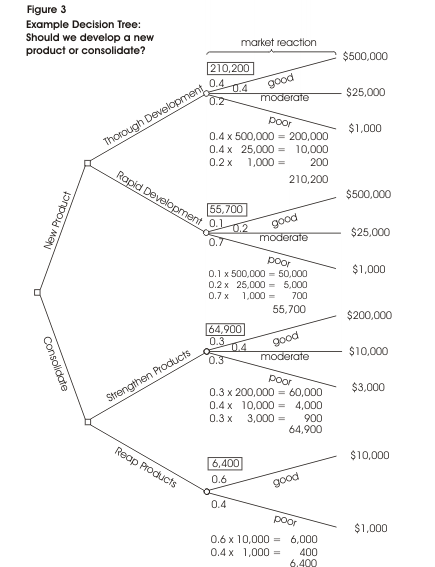 Figure 3
Example Decision Tree:
Should we develop a new
product or consolidate?
market reaction
New Product
Thorough Development
210,200
0.4
good
$500,000
0.4
moderate
$25,000
0.2
poor
$1,000
0.4 x 500,000 = 200,000
0.4 x 25,000 = 10,000
0.2 x 1,000 = 200
210,200
Rapid Development
55,700
0.1
good
$500,000
0.2
moderate
$25,000
0.7
poor
$1,000
0.1 x 500,000 = 50,000
0.2 x 25,000 = 5,000
0.7 x 1,000 = 700
55,700
Consolidate
Strengthen Products
64,900
0.3
good
$200,000
0.4
moderate
$10,000
0.3
poor
$3,000
0.3 x 200,000 = 60,000
0.4 x 10,000 = 4,000
0.3 x 3,000 = 900
64,900
Reap Products
6,400
0.6
good
$10,000
0.4
poor
$1,000
0.6 x 10,000 = 6,000
0.4 x 1,000 = 400
6,400